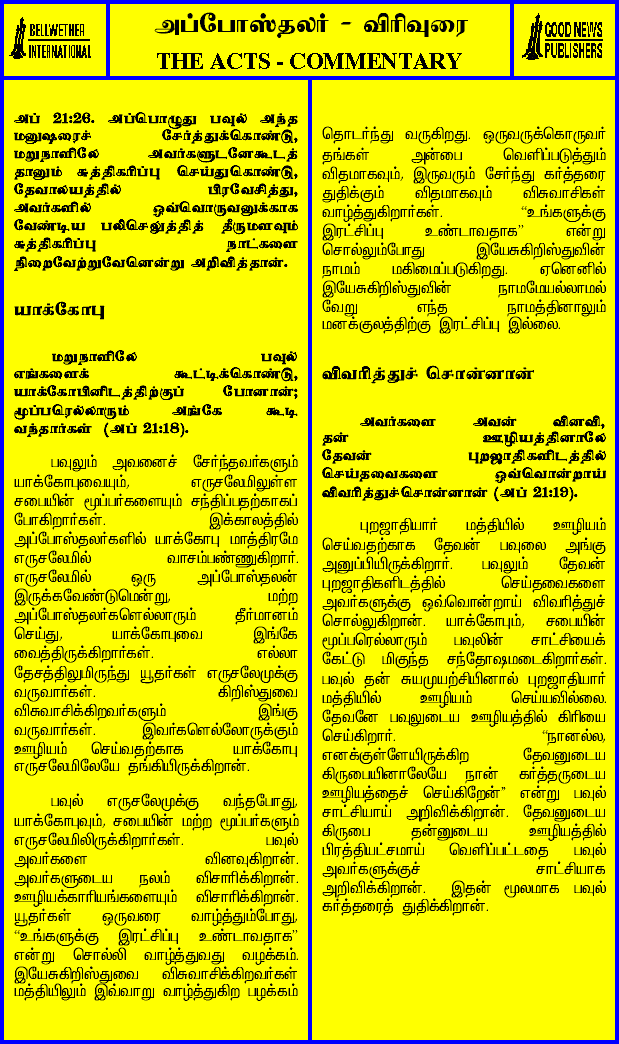 BELLWETHER
INTERNATIONAL
அப்போஸ்தலர் - விரிவுரை
THE ACTS - COMMENTARY
GOOD NEWS
PUBLISHERS
அப் 21:26. அப்பொழுது பவுல் அந்த
மனுஷரைச் சேர்த்துக்கொண்டு,
மறுநாளிலே அவர்களுடனேகூடத்
தானும் சுத்திகரிப்பு செய்துகொண்டு,
தேவாலயத்தில் பிரவேசித்து,
அவர்களில் ஒவ்வொருவனுக்காக
வேண்டிய பலிசெலுத்தித் தீருமளவும்
சுத்திகரிப்பு நாட்களை
நிறைவேற்றுவேனென்று அறிவித்தான்.
யாக்கோபு
மறுநாளிலே பவுல்
எங்களைக் கூட்டிக்கொண்டு,
யாக்கோபினிடத்திற்குப் போனான்;
மூப்பரெல்லாரும் அங்கே கூடி
வந்தார்கள் (அப் 21:18).
பவுலும் அவனைச் சேர்ந்தவர்களும்
யாக்கோபுவையும், எருசலேமிலுள்ள
சபையின் மூப்பர்களையும் சந்திப்பதற்காகப்
போகிறார்கள். இக்காலத்தில்
அப்போஸ்தலர்களில் யாக்கோபு மாத்திரமே
எருசலேமில் வாசம்பண்ணுகிறார்.
எருசலேமில் ஒரு அப்போஸ்தலன்
இருக்கவேண்டுமென்று, மற்ற
அப்போஸ்தலர்களெல்லாரும் தீர்மானம்
செய்து, யாக்கோபுவை இங்கே
வைத்திருக்கிறார்கள். எல்லா
தேசத்திலுமிருந்து யூதர்கள் எருசலேமுக்கு
வருவார்கள். கிறிஸ்துவை
விசுவாசிக்கிறவர்களும் இங்கு
வருவார்கள். இவர்களெல்லோருக்கும்
ஊழியம் செய்வதற்காக யாக்கோபு
எருசலேமிலேயே தங்கியிருக்கிறான்.
பவுல் எருசலேமுக்கு வந்தபோது,
யாக்கோபுவும், சபையின் மற்ற மூப்பர்களும்
எருசலேமிலிருக்கிறார்கள். பவுல்
அவர்களை வினவுகிறான்.
அவர்களுடைய நலம் விசாரிக்கிறான்.
ஊழியக்காரியங்களையும் விசாரிக்கிறான்.
யூதர்கள் ஒருவரை வாழ்த்தும்போது,
“உங்களுக்கு இரட்சிப்பு உண்டாவதாக”
என்று சொல்லி வாழ்த்துவது வழக்கம்.
இயேசுகிறிஸ்துவை விசுவாசிக்கிறவர்கள்
மத்தியிலும் இவ்வாறு வாழ்த்துகிற பழக்கம்
தொடர்ந்து வருகிறது. ஒருவருக்கொருவர்
தங்கள் அன்பை வெளிப்படுத்தும்
விதமாகவும், இருவரும் சேர்ந்து கர்த்தரை
துதிக்கும் விதமாகவும் விசுவாசிகள்
வாழ்த்துகிறார்கள். “உங்களுக்கு
இரட்சிப்பு உண்டாவதாக” என்று
சொல்லும்போது இயேசுகிறிஸ்துவின்
நாமம் மகிமைப்படுகிறது. ஏனெனில்
இயேசுகிறிஸ்துவின் நாமமேயல்லாமல்
வேறு எந்த நாமத்தினாலும்
மனக்குலத்திற்கு இரட்சிப்பு இல்லை.
விவரித்துச் சொன்னான்
அவர்களை அவன் வினவி,
தன் ஊழியத்தினாலே
தேவன் புறஜாதிகளிடத்தில்
செய்தவைகளை ஒவ்வொன்றாய்
விவரித்துச்சொன்னான் (அப் 21:19).
புறஜாதியார் மத்தியில் ஊழியம்
செய்வதற்காக தேவன் பவுலை அங்கு
அனுப்பியிருக்கிறார். பவுலும் தேவன்
புறஜாதிகளிடத்தில் செய்தவைகளை
அவர்களுக்கு ஒவ்வொன்றாய் விவரித்துச்
சொல்லுகிறான். யாக்கோபும், சபையின்
மூப்பரெல்லாரும் பவுலின் சாட்சியைக்
கேட்டு மிகுந்த சந்தோஷமடைகிறார்கள்.
பவுல் தன் சுயமுயற்சியினால் புறஜாதியார்
மத்தியில் ஊழியம் செய்யவில்லை.
தேவனே பவுலுடைய ஊழியத்தில் கிரியை
செய்கிறார். “நானல்ல,
எனக்குள்ளேயிருக்கிற தேவனுடைய
கிருபையினாலேயே நான் கர்த்தருடைய
ஊழியத்தைச் செய்கிறேன்” என்று பவுல்
சாட்சியாய் அறிவிக்கிறான். தேவனுடைய
கிருபை தன்னுடைய ஊழியத்தில்
பிரத்தியட்சமாய் வெளிப்பட்டதை பவுல்
அவர்களுக்குச் சாட்சியாக
அறிவிக்கிறான். இதன் மூலமாக பவுல்
கர்த்தரைத் துதிக்கிறான்.